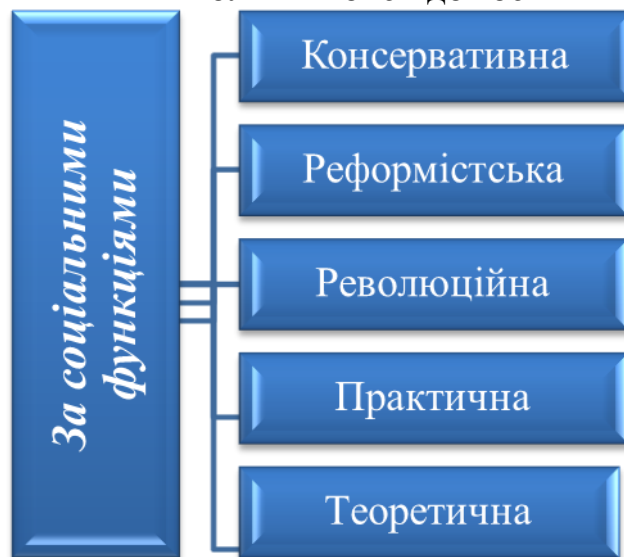 За соціальними
функціями
Консервативна
Реформістська
Революційна
Практична
Теоретична